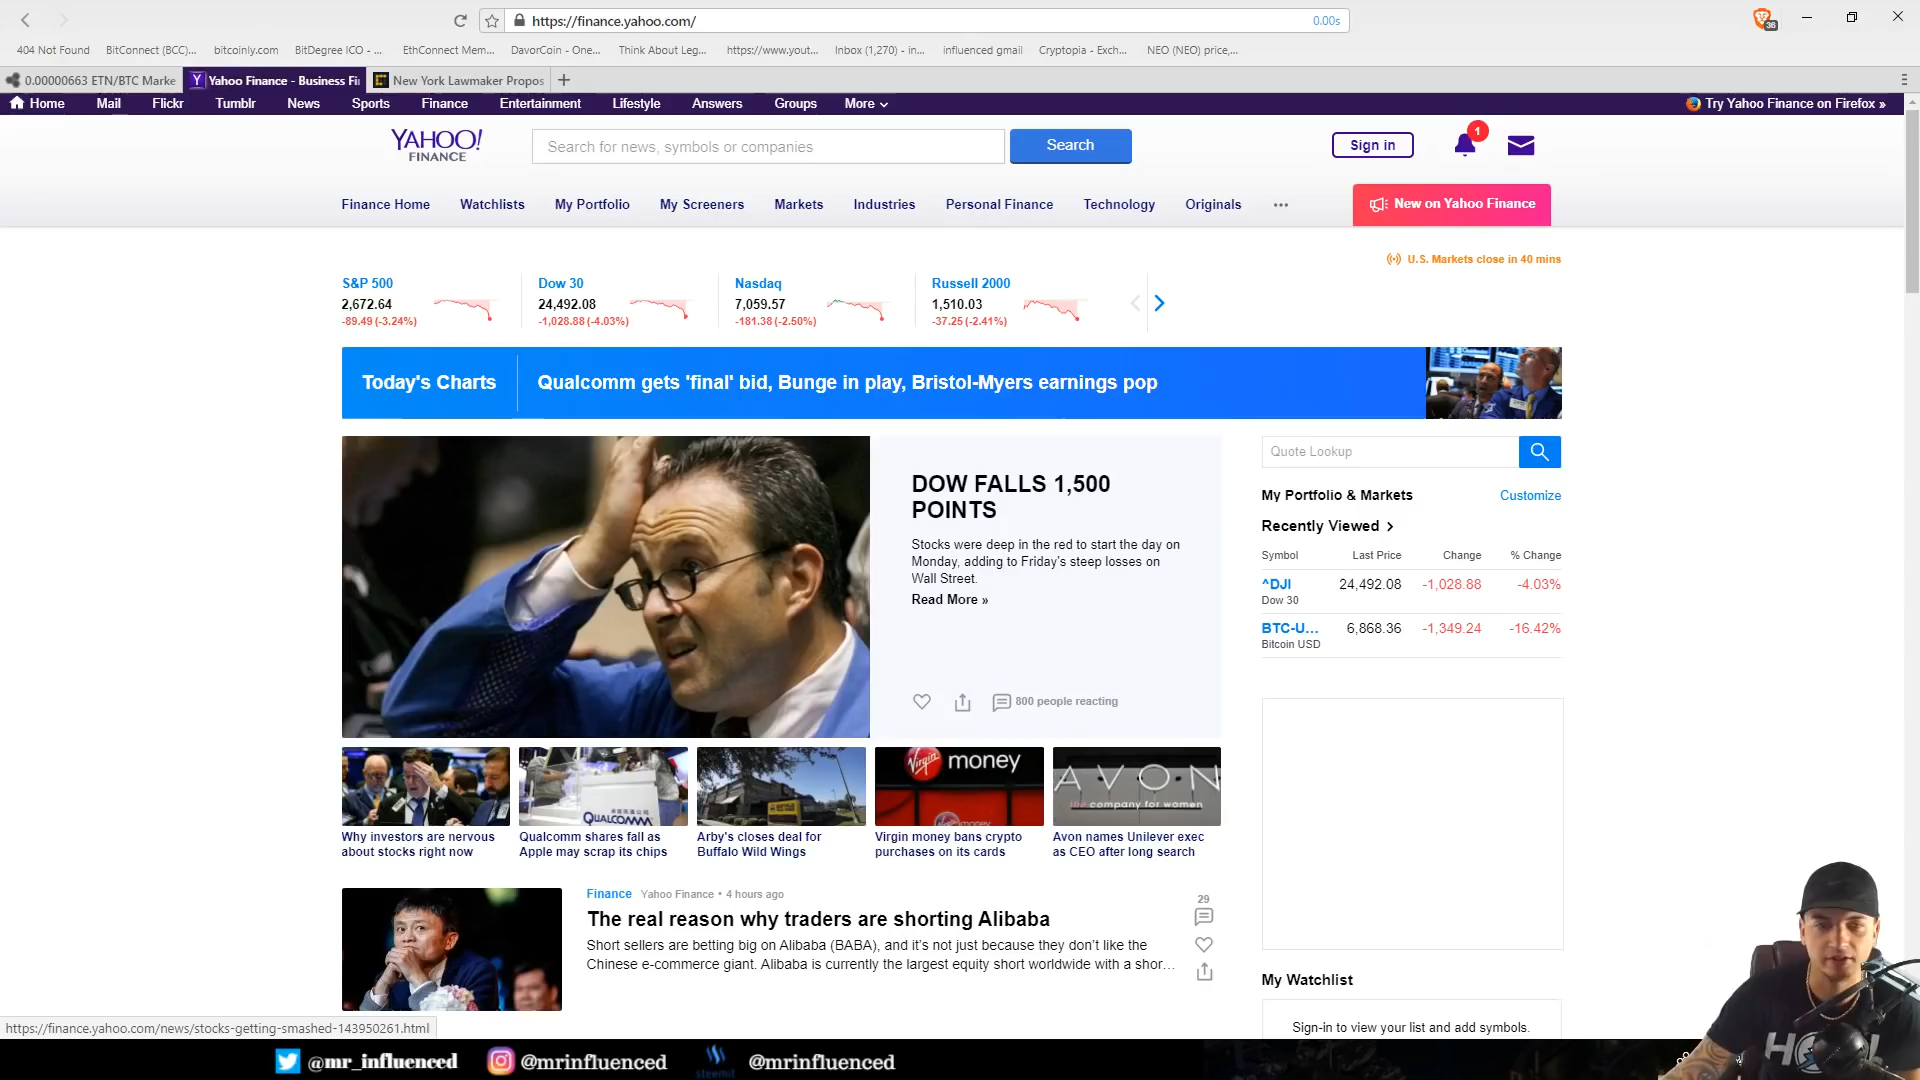 https://finance.yahoo.com/
0.00s
36
404 Not Found
BitConnect (BCC)...
bitcoinly.com
BitDegree ICO - ...
EthConnect Mem...
DavorCoin - One...
Think About Leg...
https://www.yout...
Inbox (1,270) - in...
influenced gmail
Cryptopia - Exch...
NEO (NEO) price,...
0.00000663 ETN/BTC Marke
Yahoo Finance - Business Fi
New York Lawmaker Propos
Home
Mail
Flickr
Tumblr
News
Sports
Finance
Entertainment
Lifestyle
Answers
Groups
More
Try Yahoo Finance on Firefox »
YAHOO!
FINANCE
Search for news, symbols or companies
Search
Sign in
1
Finance Home
Watchlists
My Portfolio
My Screeners
Markets
Industries
Personal Finance
Technology
Originals
New on Yahoo Finance
U.S. Markets close in 40 mins
S&P 500
2,672.64
-89.49 (-3.24%)
Dow 30
24,492.08
-1,028.88 (-4.03%)
Nasdaq
7,059.57
-181.38 (-2.50%)
Russell 2000
1,510.03
-37.25 (-2.41%)
Today's Charts
Qualcomm gets 'final' bid, Bunge in play, Bristol-Myers earnings pop
DOW FALLS 1,500
POINTS
Stocks were deep in the red to start the day on
Monday, adding to Friday's steep losses on
Wall Street.
Read More »
800 people reacting
Quote Lookup
My Portfolio & Markets
Customize
Recently Viewed
Symbol Last Price Change % Change
^DJI 24,492.08 -1,028.88 -4.03%
Dow 30
BTC-U... 6,868.36 -1,349.24 -16.42%
Bitcoin USD
QUALCOMM
Virgin money
Virgin money
AVON
the company for women
Why investors are nervous
about stocks right now
Qualcomm shares fall as
Apple may scrap its chips
Arby's closes deal for
Buffalo Wild Wings
Virgin money bans crypto
purchases on its cards
Avon names Unilever exec
as CEO after long search
Finance Yahoo Finance • 4 hours ago
The real reason why traders are shorting Alibaba
Short sellers are betting big on Alibaba (BABA), and it's not just because they don't like the
Chinese e-commerce giant. Alibaba is currently the largest equity short worldwide with a shor...
29
My Watchlist
Sign-in to view your list and add symbols.
https://finance.yahoo.com/news/stocks-getting-smashed-143950261.html
@mr_influenced
@mrinfluenced
steemit
@mrinfluenced